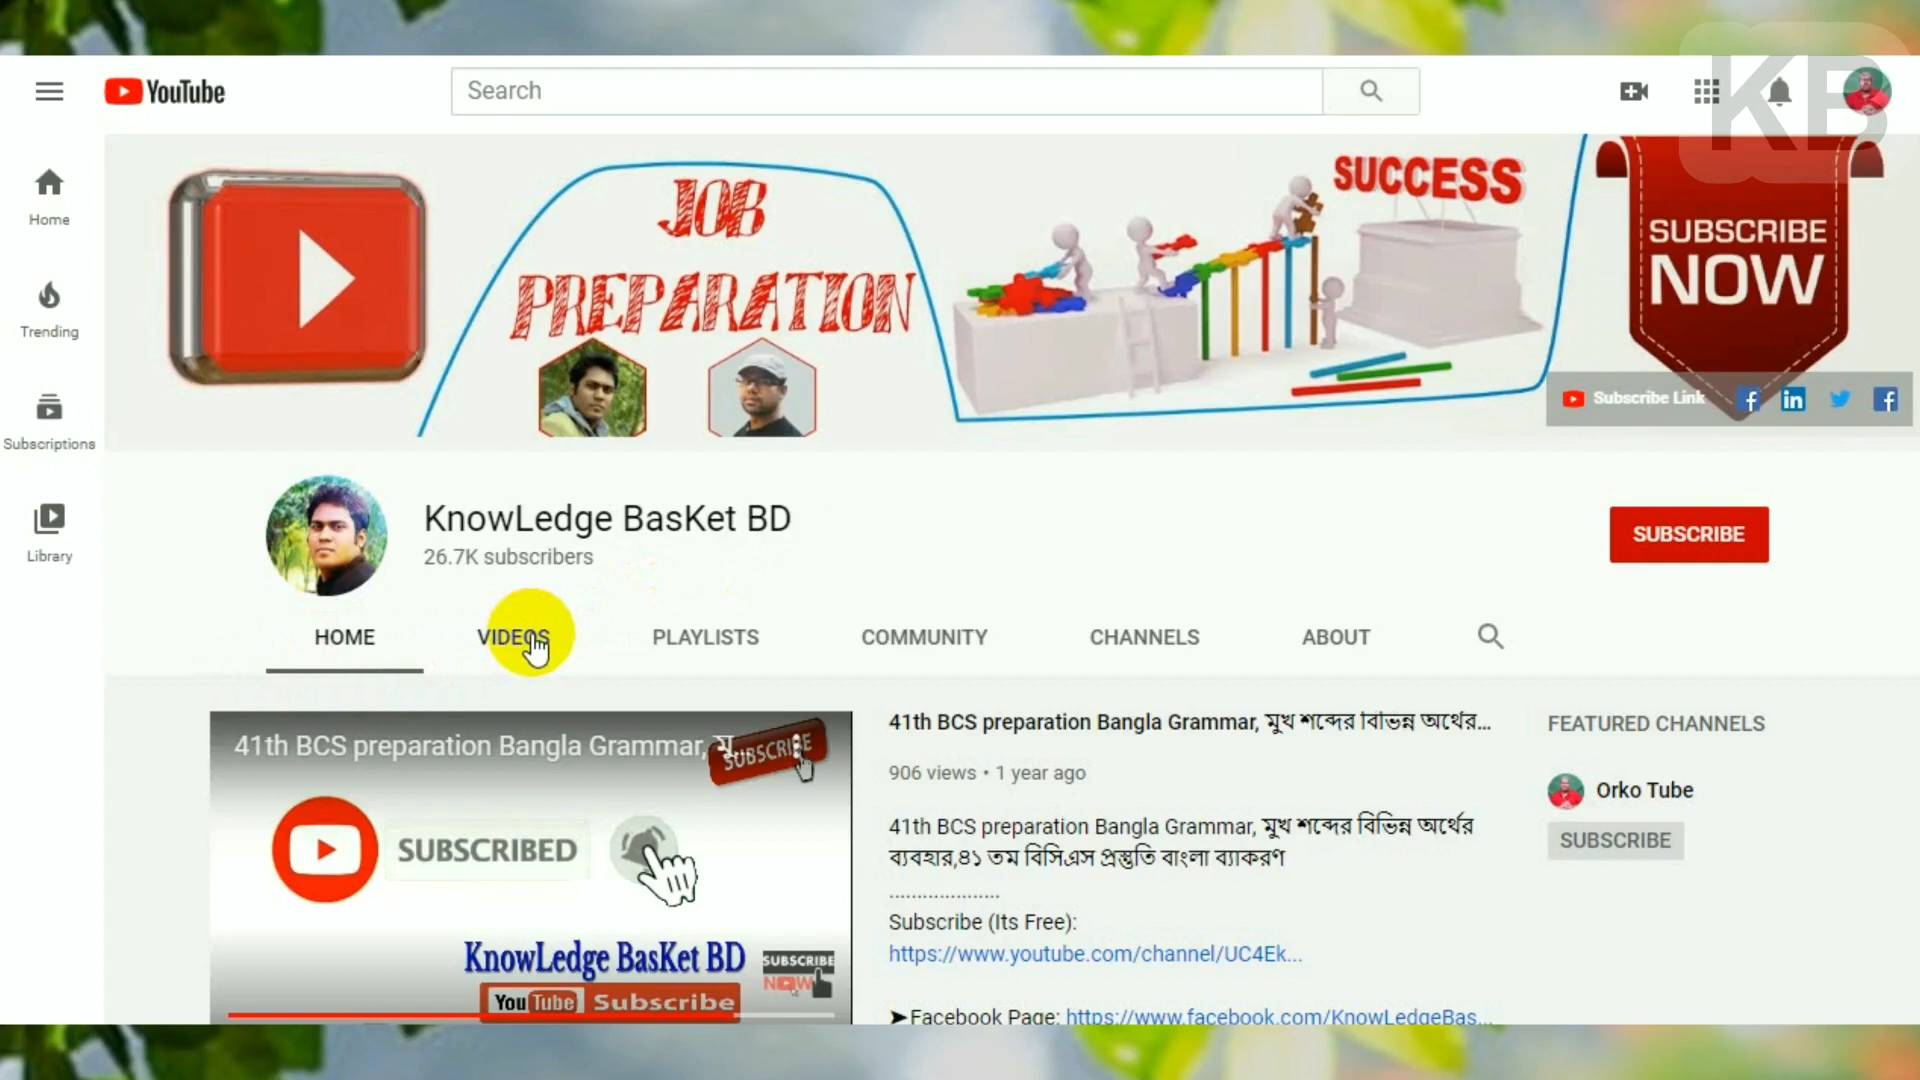 KB
YouTube
Search
Home
Trending
Subscriptions
Library
JOB
PREPARATION
SUCCESS
SUBSCRIBE
NOW
Subscribe Link
KnowLedge BasKet BD
26.7K subscribers
SUBSCRIBE
HOME VIDEOS PLAYLISTS COMMUNITY CHANNELS ABOUT
41th BCS preparation Bangla Grammar, মু...
SUBSCRIBE
SUBSCRIBED
KnowLedge BasKet BD
SUBSCRIBE
NOW
YouTube Subscribe
41th BCS preparation Bangla Grammar, মুখ শব্দের বিভিন্ন অর্থের...
906 views • 1 year ago
41th BCS preparation Bangla Grammar, মুখ শব্দের বিভিন্ন অর্থের
ব্যবহার,৪১ তম বিসিএস প্রস্তুতি বাংলা ব্যাকরণ
....................
Subscribe (Its Free):
https://www.youtube.com/channel/UC4Ek...
➤Facebook Page: https://www.facebook.com/KnowLedgeBas...
FEATURED CHANNELS
Orko Tube
SUBSCRIBE